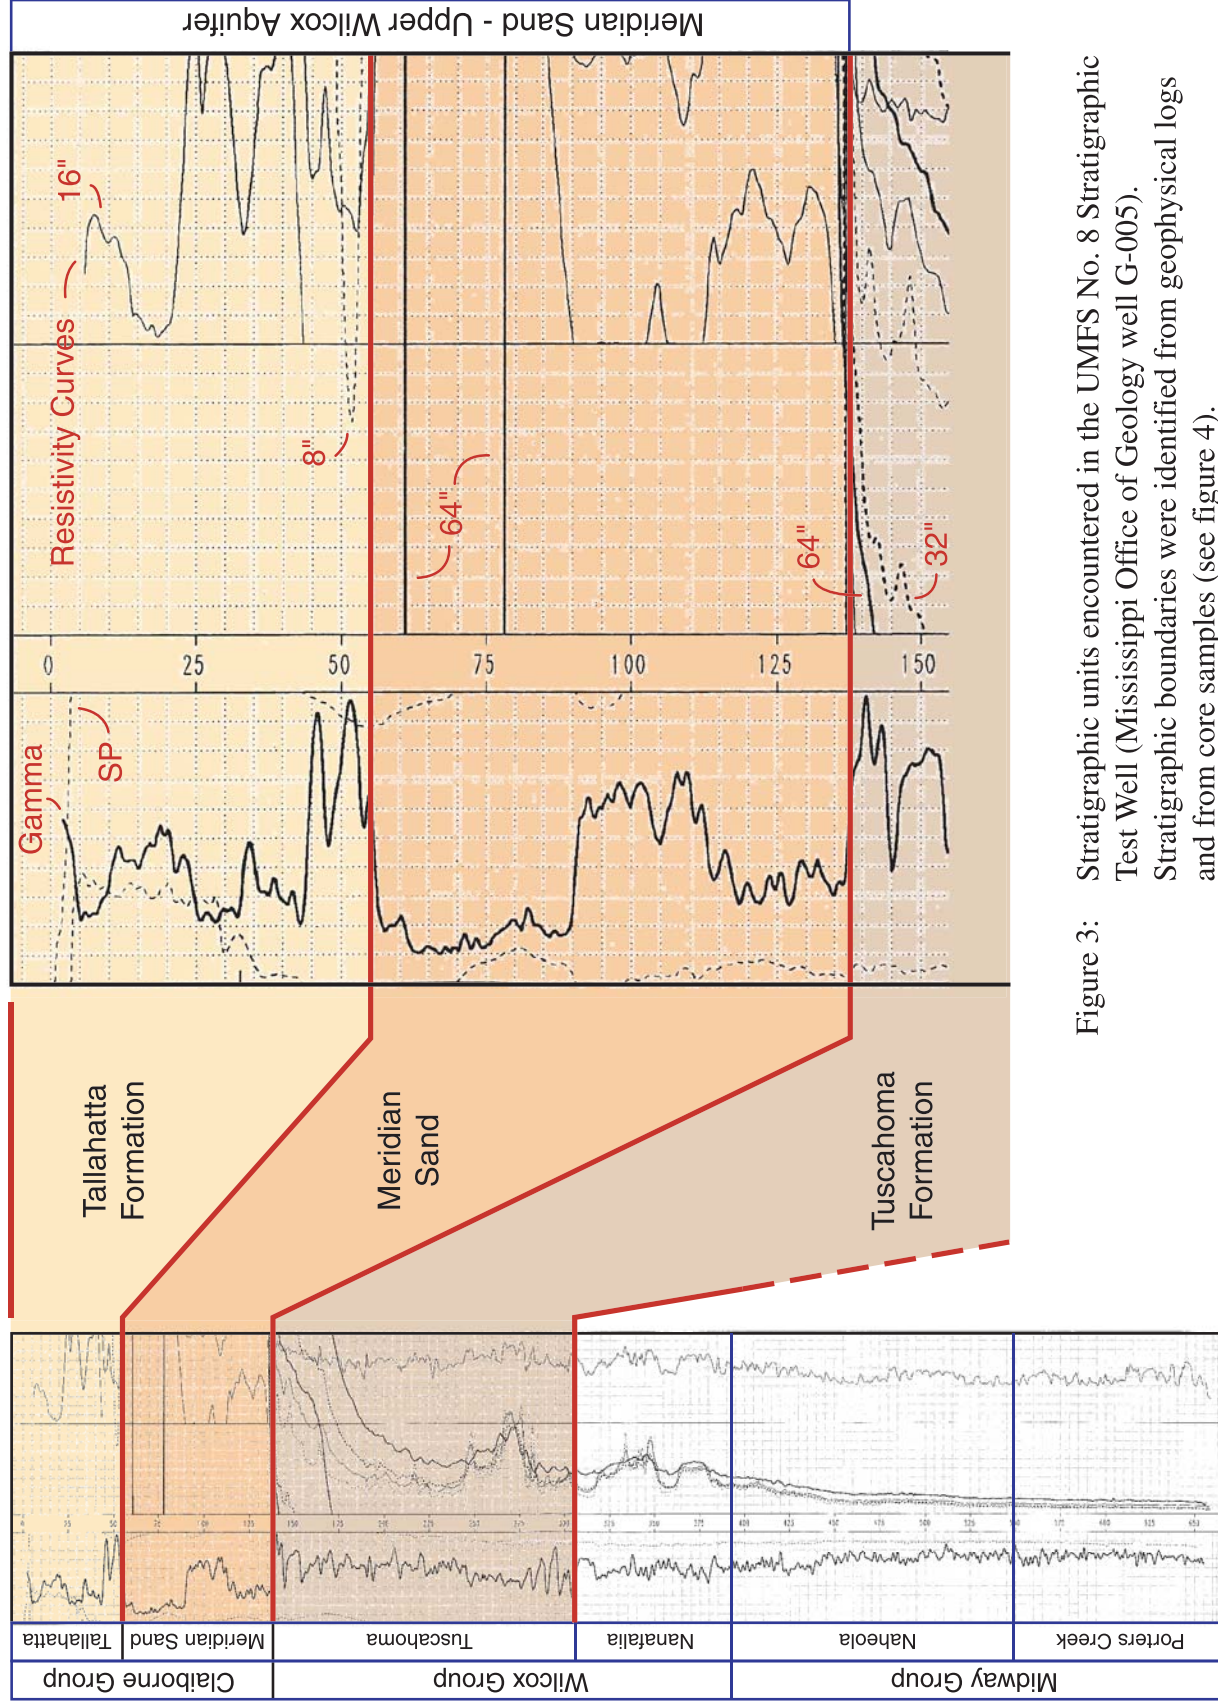 Meridian Sand - Upper Wilcox Aquifer
Resistivity Curves
16"
8"
64"
64"
32"
0
25
50
75
100
125
150
Gamma
SP
Tallahatta
Formation
Meridian
Sand
Tuscahoma
Formation
Tallahatta
Meridian Sand
Tuscahoma
Nanafalia
Naheola
Porters Creek
Claiborne Group
Wilcox Group
Midway Group
Figure 3: Stratigraphic units encountered in the UMFS No. 8 Stratigraphic
Test Well (Mississippi Office of Geology well G-005).
Stratigraphic boundaries were identified from geophysical logs
and from core samples (see figure 4).